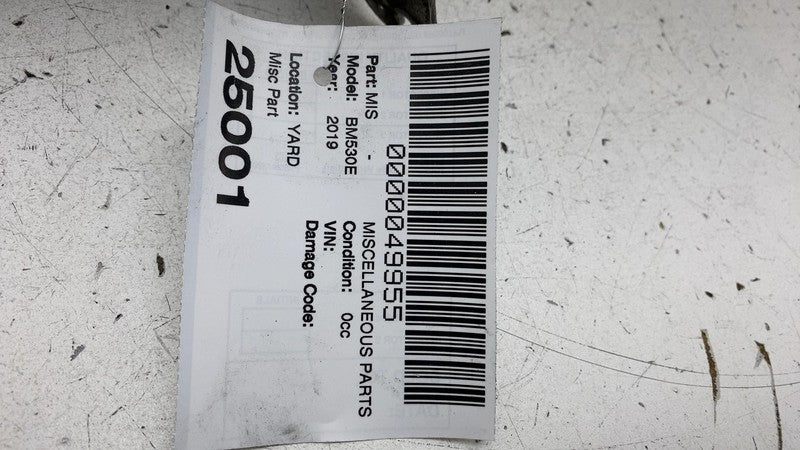 0000049955
Part: MIS - MISCELLANEOUS PARTS
Model: BM530E Condition: 0cc
Year: 2019 VIN:
Damage Code:
Location: YARD
Misc Part
25001